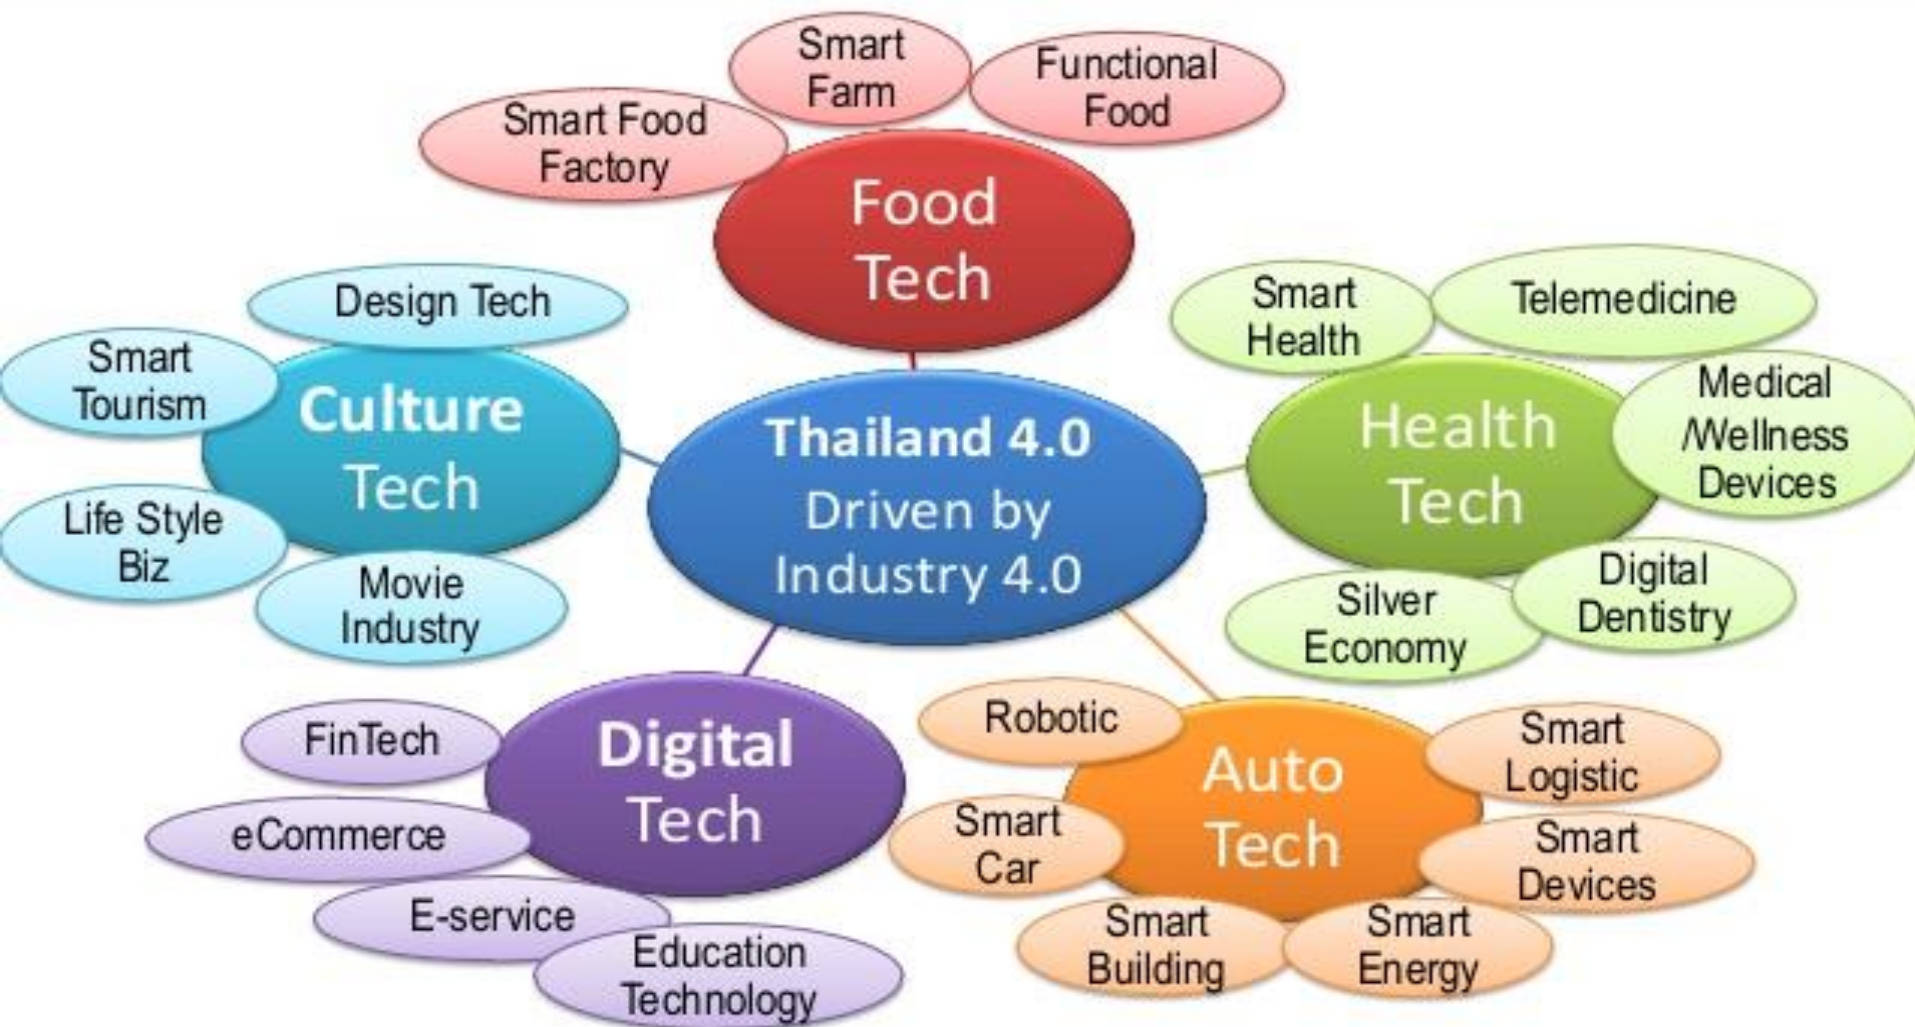 Smart
Farm
Functional
Food
Smart Food
Factory
Food
Tech
Design Tech
Smart
Tourism
Culture
Tech
Life Style
Biz
Movie
Industry
Thailand 4.0
Driven by
Industry 4.0
Smart
Health
Telemedicine
Medical
/Wellness
Devices
Health
Tech
Digital
Dentistry
Silver
Economy
FinTech
Digital
Tech
eCommerce
E-service
Education
Technology
Robotic
Auto
Tech
Smart
Logistic
Smart
Car
Smart
Devices
Smart
Building
Smart
Energy